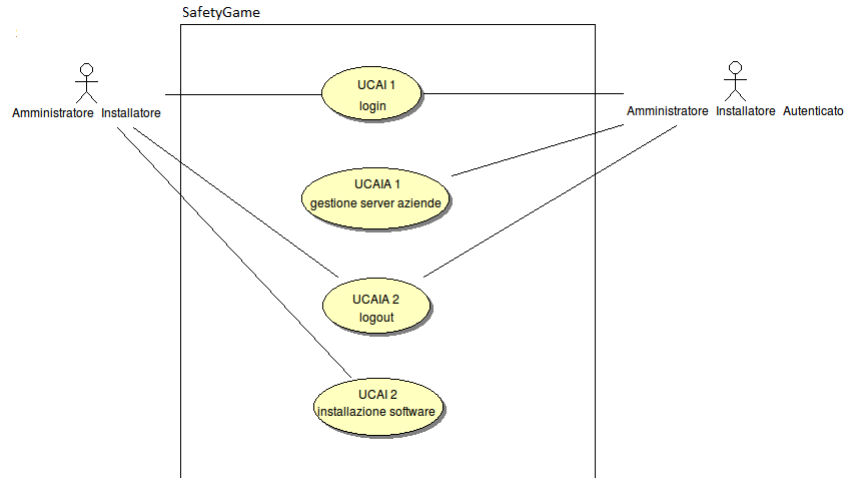 SafetyGame
UCAI 1
login
Amministratore Installatore
Amministratore Installatore Autenticato
UCAIA 1
gestione server aziende
UCAIA 2
logout
UCAI 2
installazione software